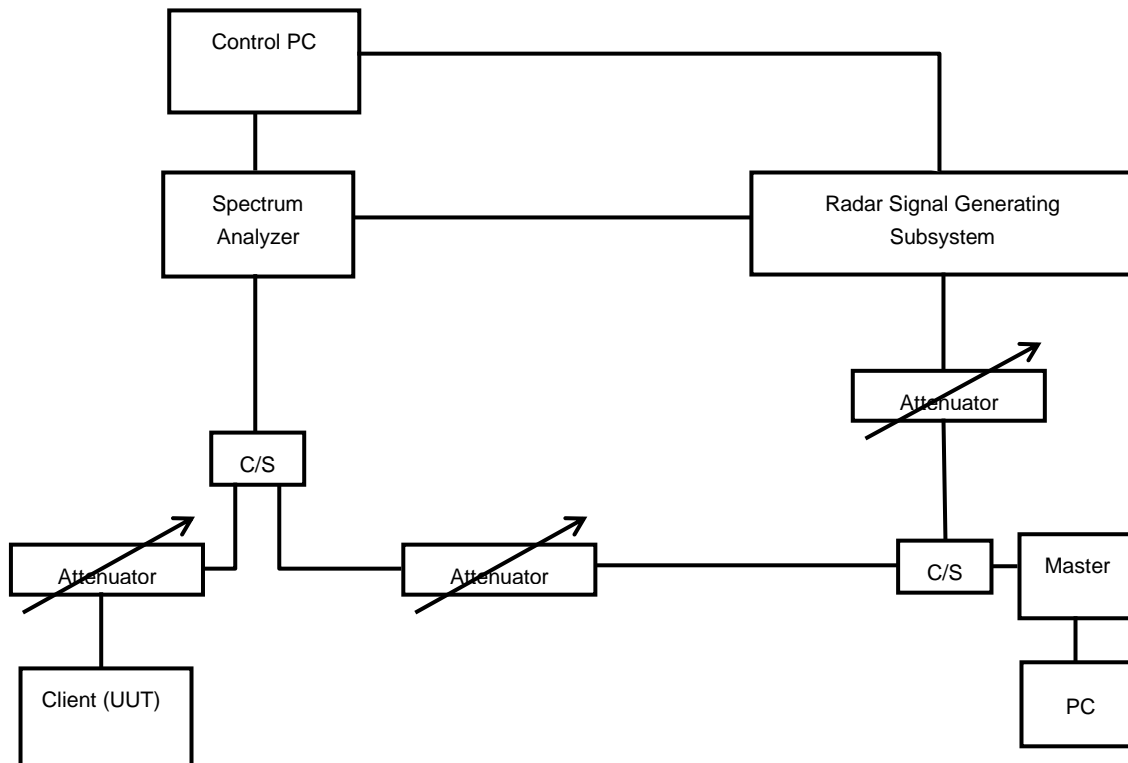 Control PC
Spectrum
Analyzer
Radar Signal Generating
Subsystem
Attenuator
C/S
Attenuator
Attenuator
C/S
Master
Client (UUT)
PC